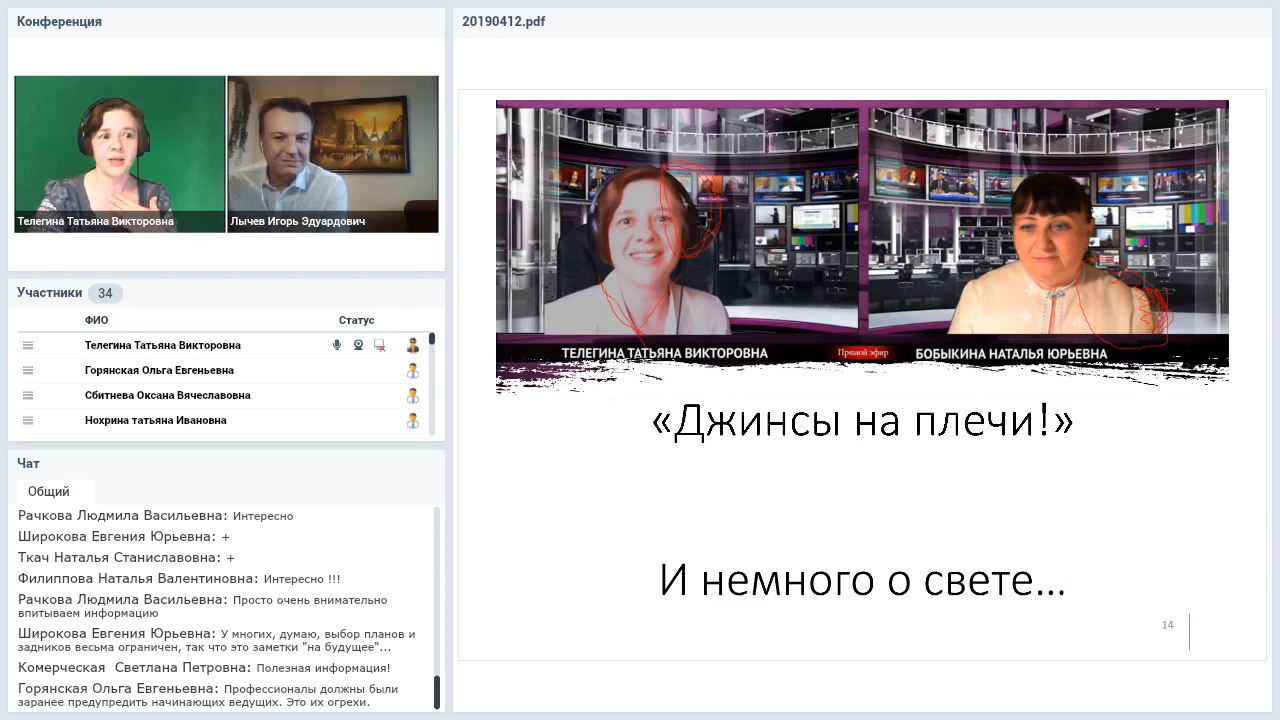 Конференция
Телегина Татьяна Викторовна
Лычев Игорь Эдуардович
Участники 34
ФИО Статус
Телегина Татьяна Викторовна
Горянская Ольга Евгеньевна
Сбитнева Оксана Вячеславовна
Нохрина татьяна Ивановна
Чат
Общий
Рачкова Людмила Васильевна: Интересно
Широкова Евгения Юрьевна: +
Ткач Наталья Станиславовна: +
Филиппова Наталья Валентиновна: Интересно !!!
Рачкова Людмила Васильевна: Просто очень внимательно
впитываем информацию
Широкова Евгения Юрьевна: У многих, думаю, выбор планов и
задников весьма ограничен, так что это заметки "на будущее"...
Комерческая  Светлана Петровна: Полезная информация!
Горянская Ольга Евгеньевна: Профессионалы должны были
заранее предупредить начинающих ведущих. Это их огрехи.
20190412.pdf
ТЕЛЕГИНА ТАТЬЯНА ВИКТОРОВНА
Прямой эфир
БОБЫКИНА НАТАЛЬЯ ЮРЬЕВНА
«Джинсы на плечи!»
И немного о свете...
14